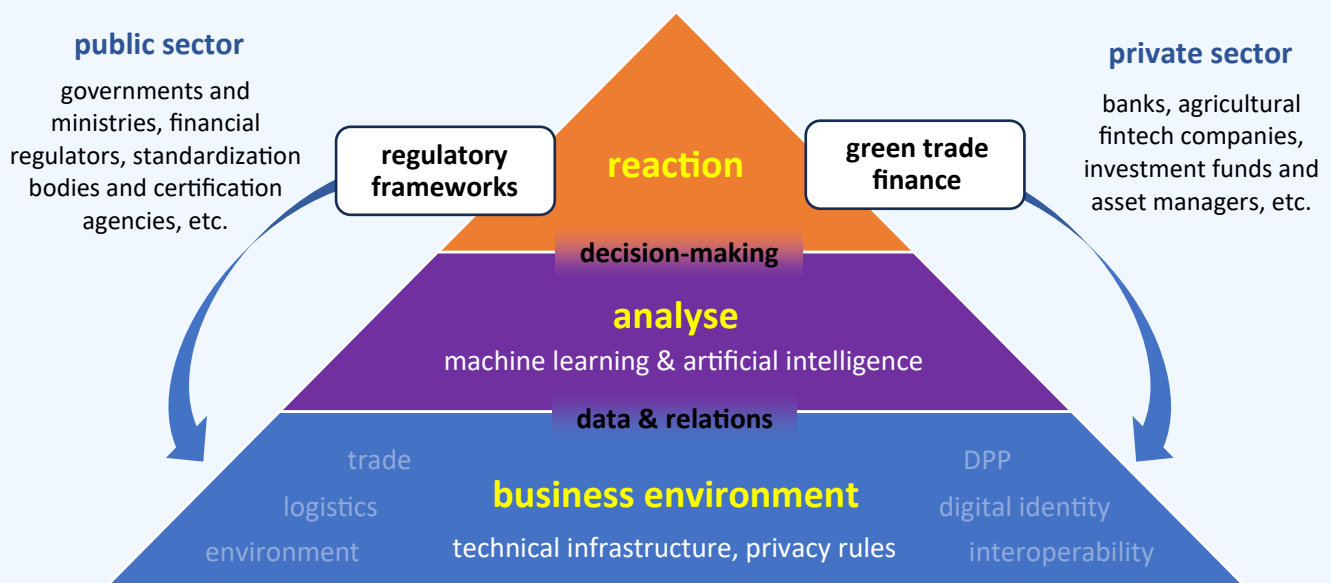 public sector
governments and
ministries, financial
regulators, standardization
bodies and certification
agencies, etc.
private sector
banks, agricultural
fintech companies,
investment funds and
asset managers, etc.
regulatory
frameworks
green trade
finance
reaction
decision-making
analyse
machine learning & artificial intelligence
data & relations
trade
logistics
environment
business environment
technical infrastructure, privacy rules
DPP
digital identity
interoperability